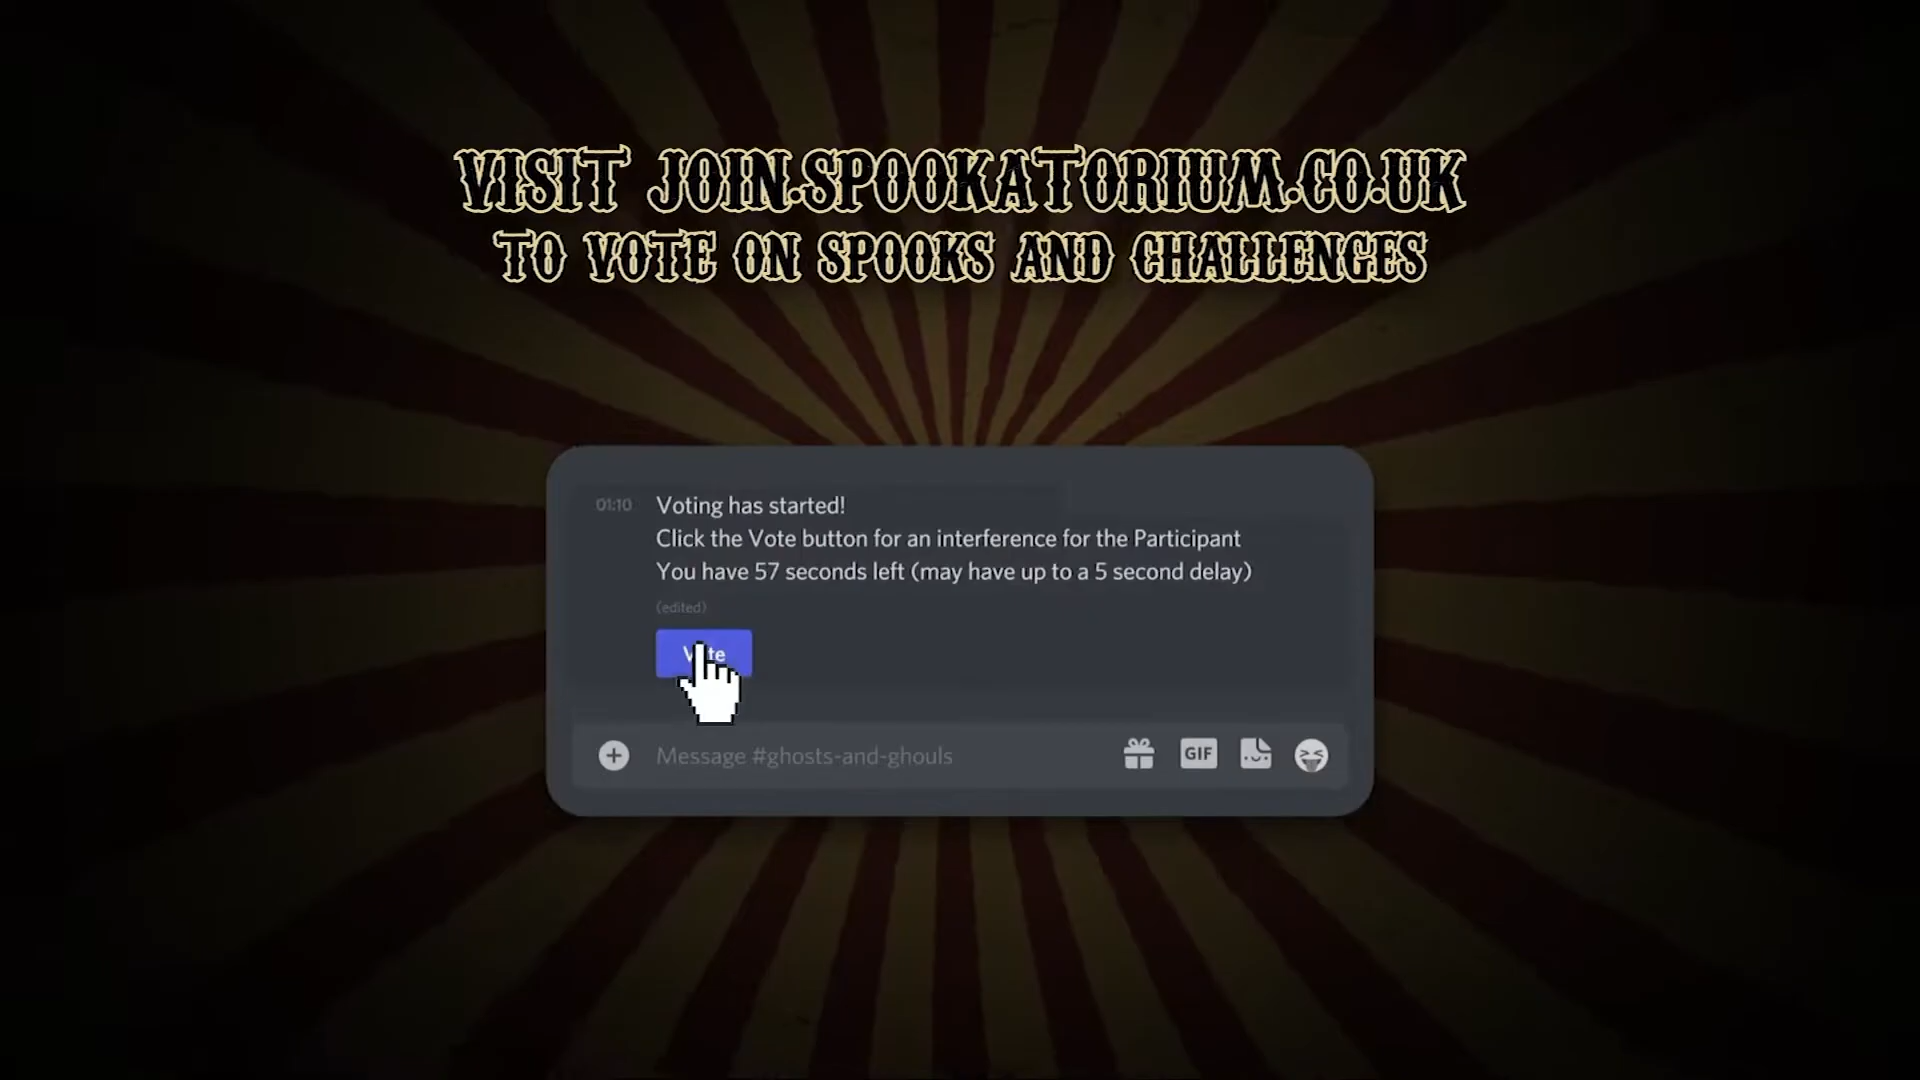 VISIT JOIN.SPOOKATORIUM.CO.UK
TO VOTE ON SPOOKS AND CHALLENGES
01:10 Voting has started!
Click the Vote button for an interference for the Participant
You have 57 seconds left (may have up to a 5 second delay)
(edited)
Vote
Message #ghosts-and-ghouls GIF